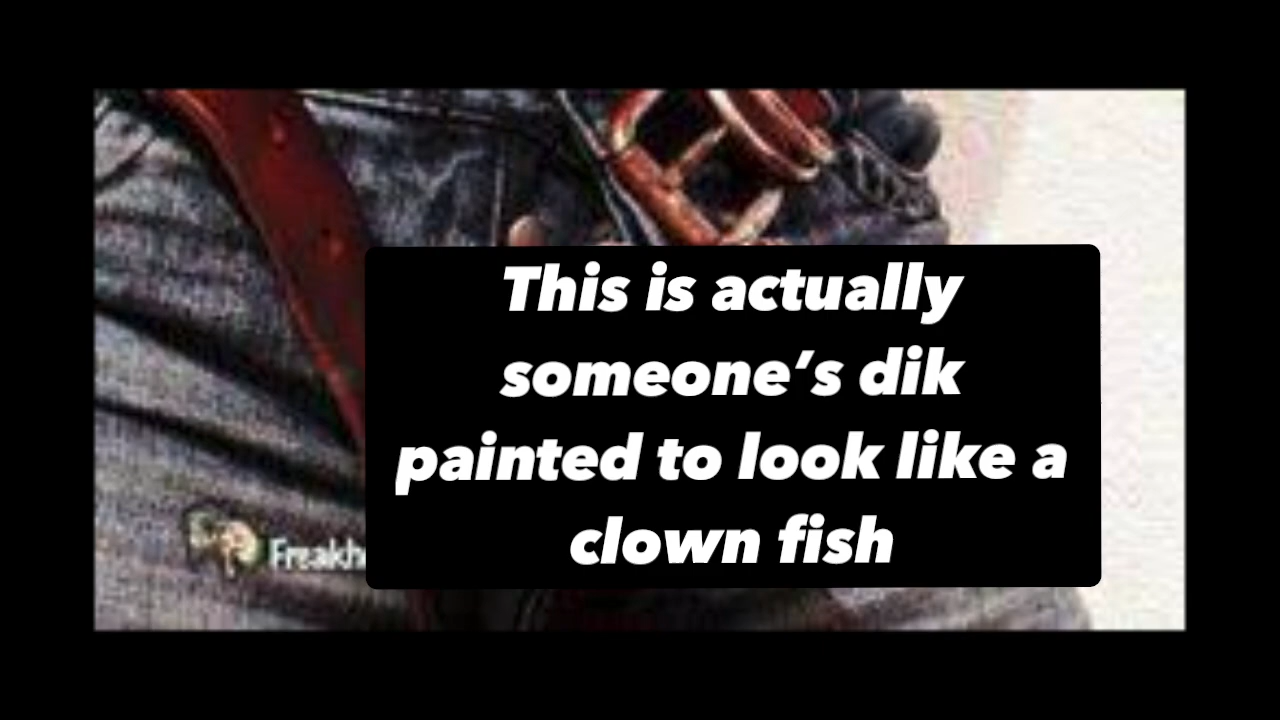 This is actually
someone’s dik
painted to look like a
clown fish